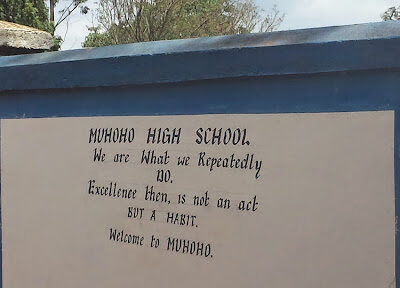 MUHOHO HIGH SCHOOL
We are What we Repeatedly
DO.
Excellence then, is not an act
BUT A HABIT.
Welcome to MUHOHO.